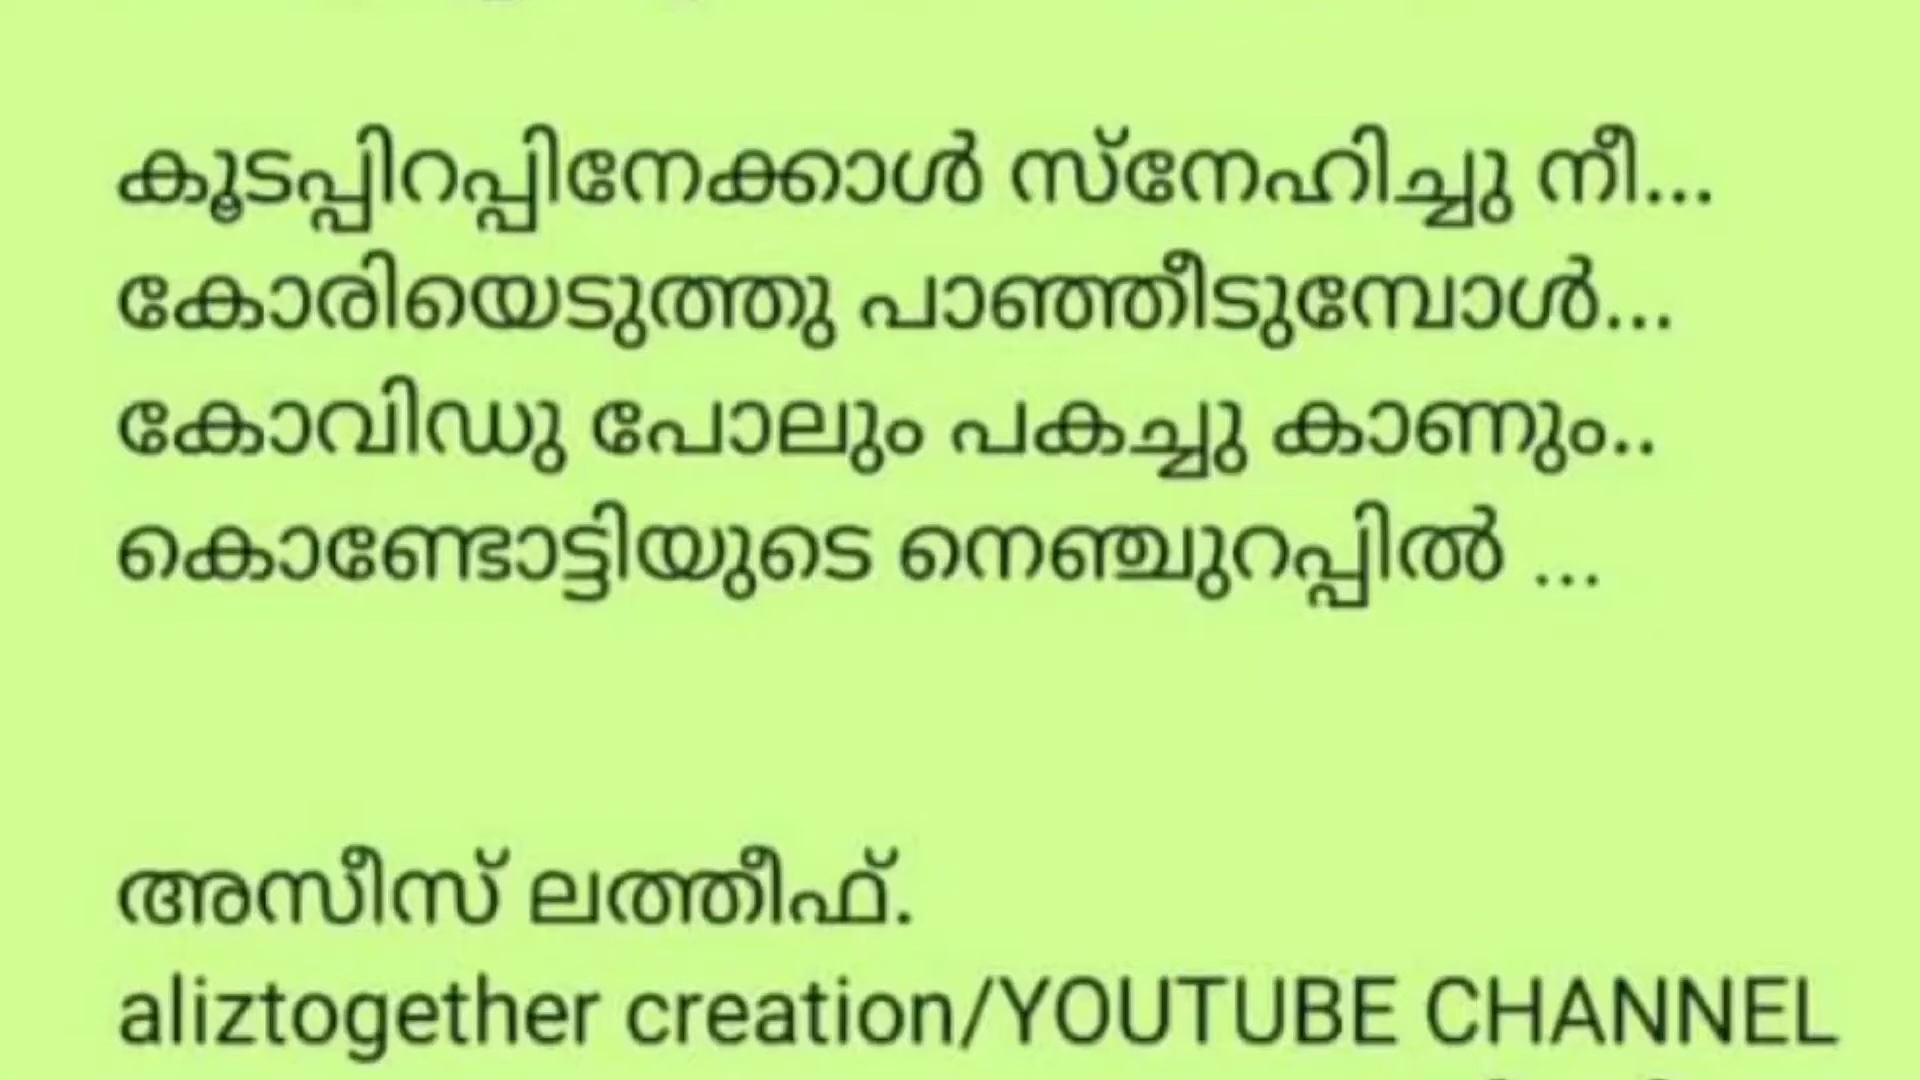 കൂടപ്പിറപ്പിനേക്കാൾ സ്നേഹിച്ചു നീ...
കോരിയെടുത്തു പാഞ്ഞീടുമ്പോൾ...
കോവിഡു പോലും പകച്ചു കാണും..
കൊണ്ടോട്ടിയുടെ നെഞ്ചുറപ്പിൽ ...
അസീസ് ലത്തീഫ്.
aliztogether creation/YOUTUBE CHANNEL